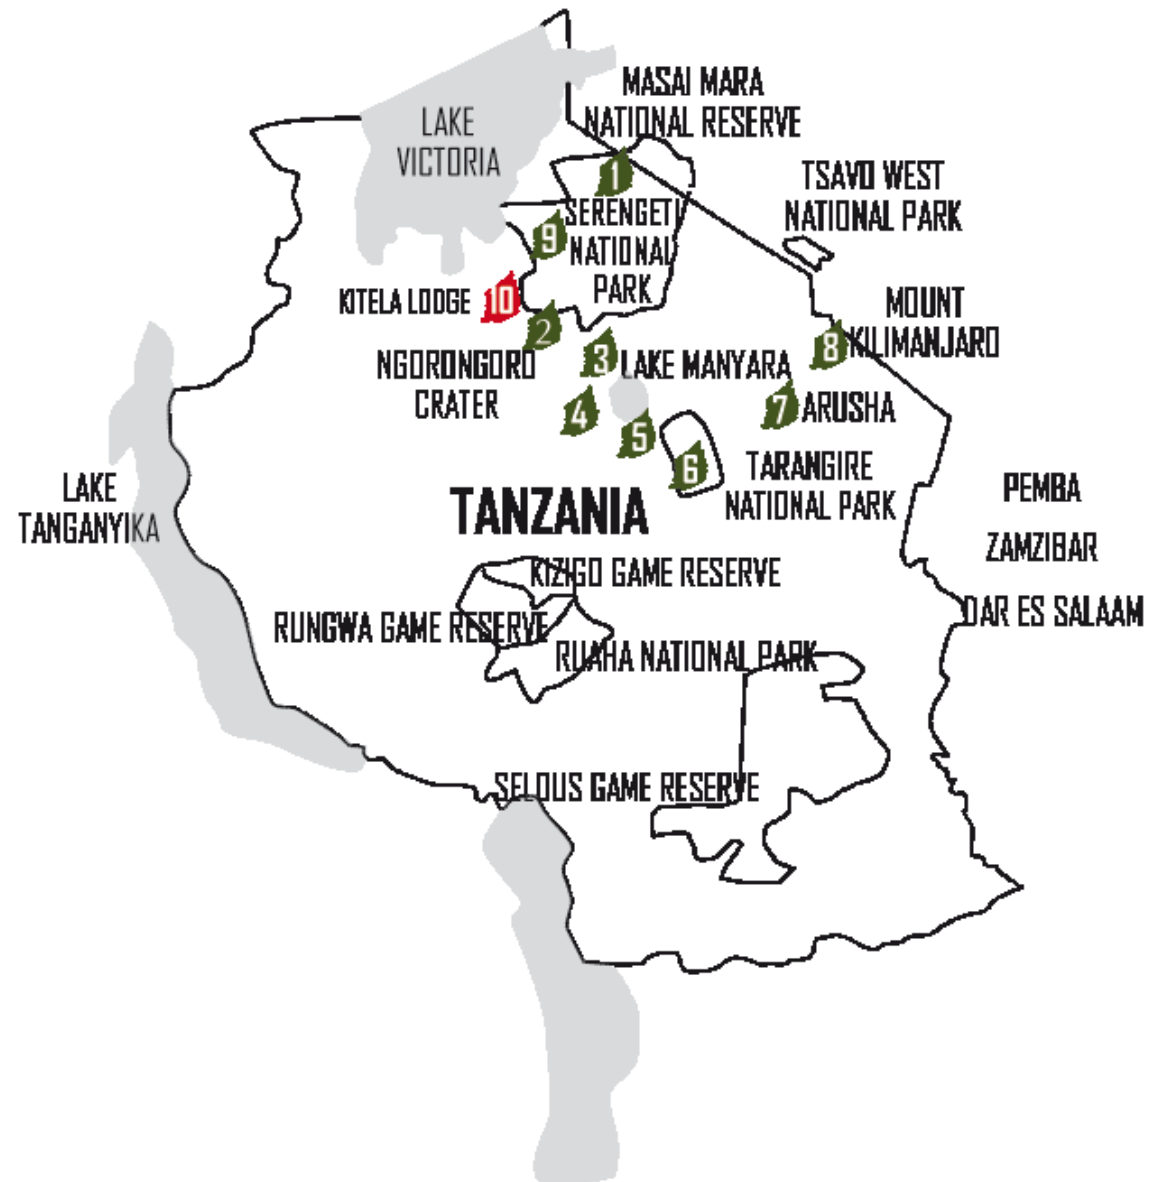 MASAI MARA
NATIONAL RESERVE
LAKE
VICTORIA
TSAVO WEST
NATIONAL PARK
1
SERENGETI
NATIONAL
PARK
9
KITELA LODGE
10
MOUNT
KILIMANJARO
8
2
NGORONGORO
CRATER
3
LAKE MANYARA
4
5
7
ARUSHA
6
TARANGIRE
NATIONAL PARK
LAKE
TANGANYIKA
TANZANIA
PEMBA
ZAMZIBAR
DAR ES SALAAM
KIZIGO GAME RESERVE
RUNGWA GAME RESERVE
RUAHA NATIONAL PARK
SELOUS GAME RESERVE